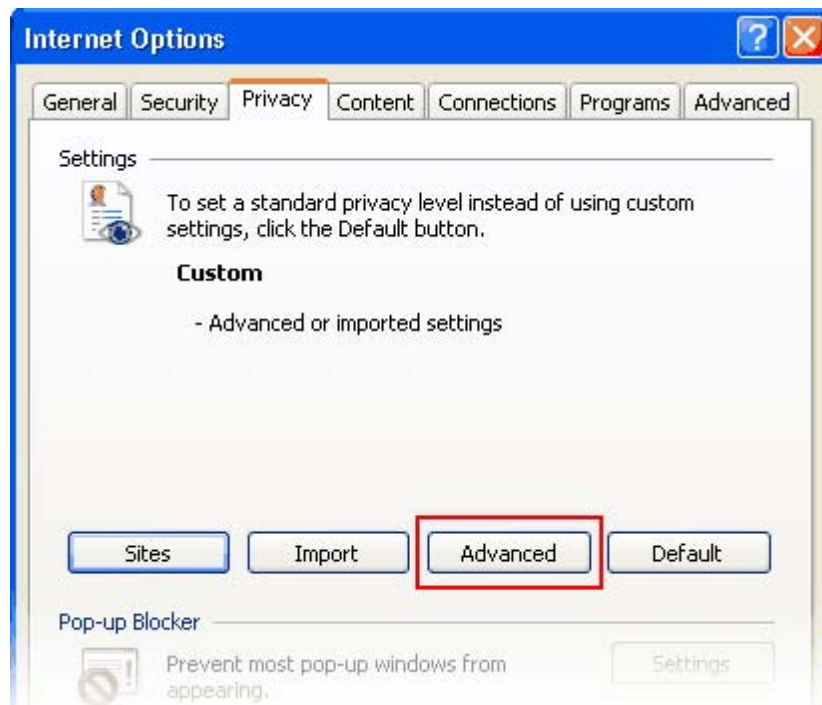 Internet Options
General Security Privacy Content Connections Programs Advanced
Settings
To set a standard privacy level instead of using custom
settings, click the Default button.
Custom
- Advanced or imported settings
Sites Import Advanced Default
Pop-up Blocker
Prevent most pop-up windows from Settings
appearing.